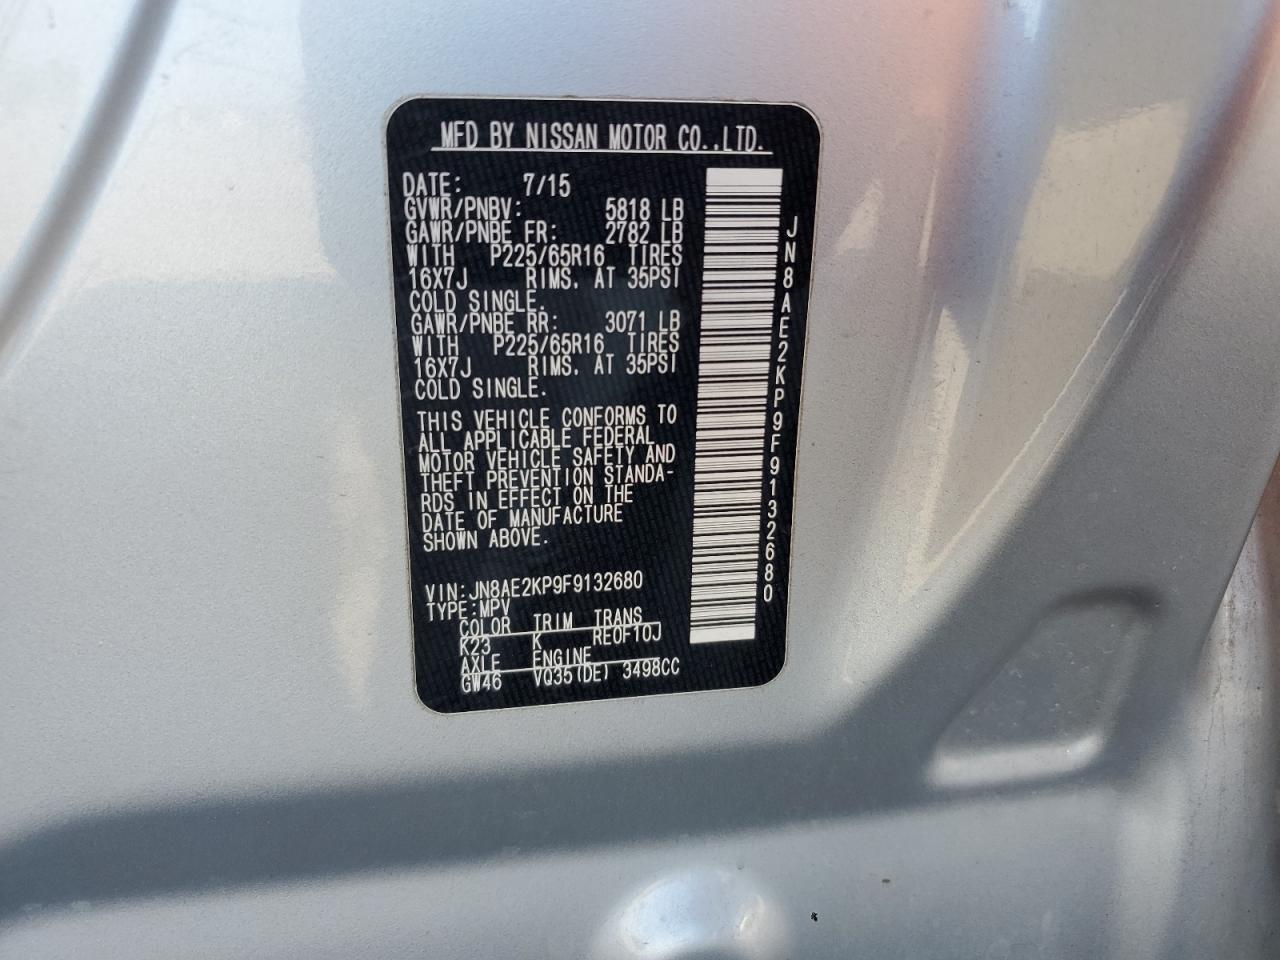 MFD BY NISSAN MOTOR CO.,LTD.
DATE: 7/15
GVWR/PNBV: 5818 LB
GAWR/PNBE FR: 2782 LB
WITH P225/65R16 TIRES
16X7J RIMS. AT 35PSI
COLD SINGLE.
GAWR/PNBE RR: 3071 LB
WITH P225/65R16 TIRES
16X7J RIMS. AT 35PSI
COLD SINGLE.
THIS VEHICLE CONFORMS TO
ALL APPLICABLE FEDERAL
MOTOR VEHICLE SAFETY AND
THEFT PREVENTION STANDA-
RDS IN EFFECT ON THE
DATE OF MANUFACTURE
SHOWN ABOVE.
VIN:JN8AE2KP9F9132680
TYPE:MPV
COLOR TRIM TRANS
K23 K RE0F10J
AXLE ENGINE
GW46 VQ35(DE) 3498CC
JN8AE2KP9F9132680